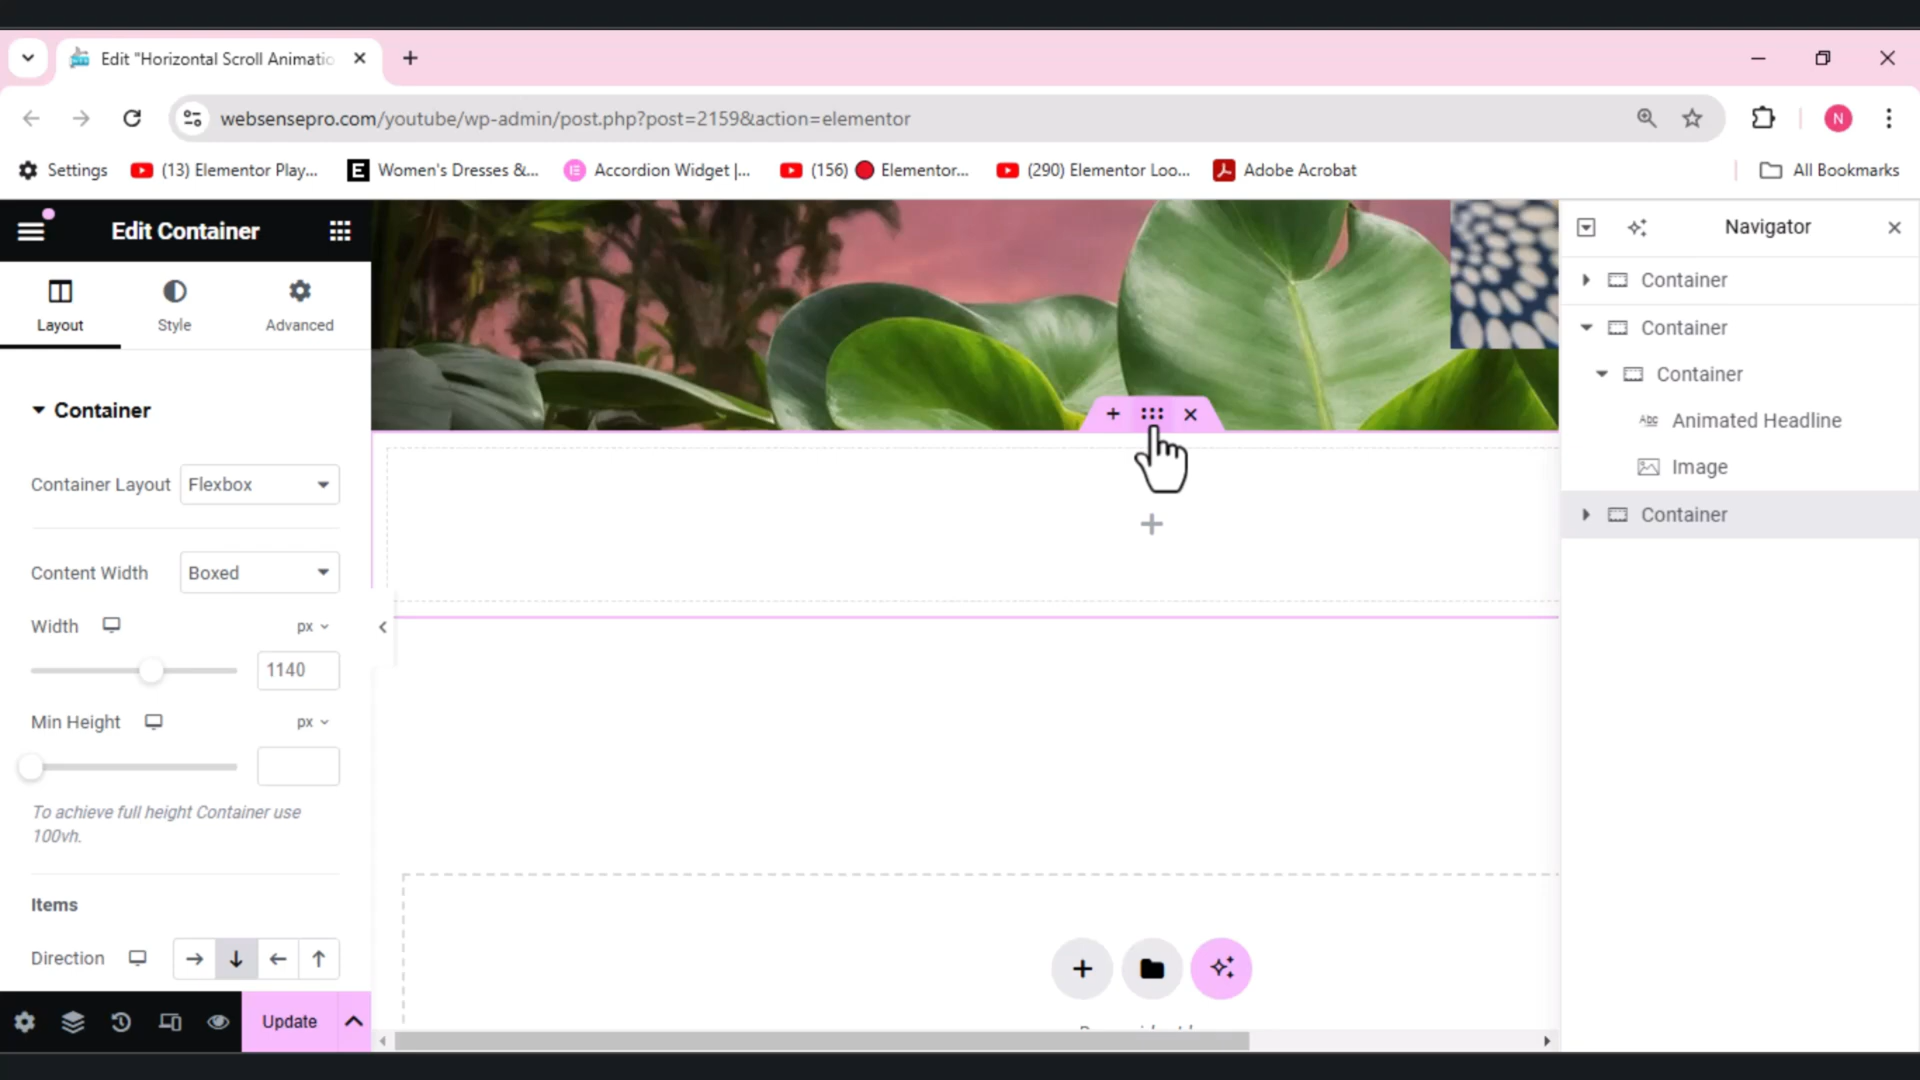 Edit "Horizontal Scroll Animatio
websensepro.com/youtube/wp-admin/post.php?post=2159&action=elementor
N
Settings
(13) Elementor Play...
E Women's Dresses &...
Accordion Widget |...
(156) Elementor...
(290) Elementor Loo...
Adobe Acrobat
All Bookmarks
Edit Container
Navigator
Layout
Style
Advanced
Container
Container
Container
Abc Animated Headline
Image
Container
Container
Container Layout
Flexbox
Content Width
Boxed
Width
px
1140
Min Height
px
To achieve full height Container use
100vh.
Items
Direction
Update